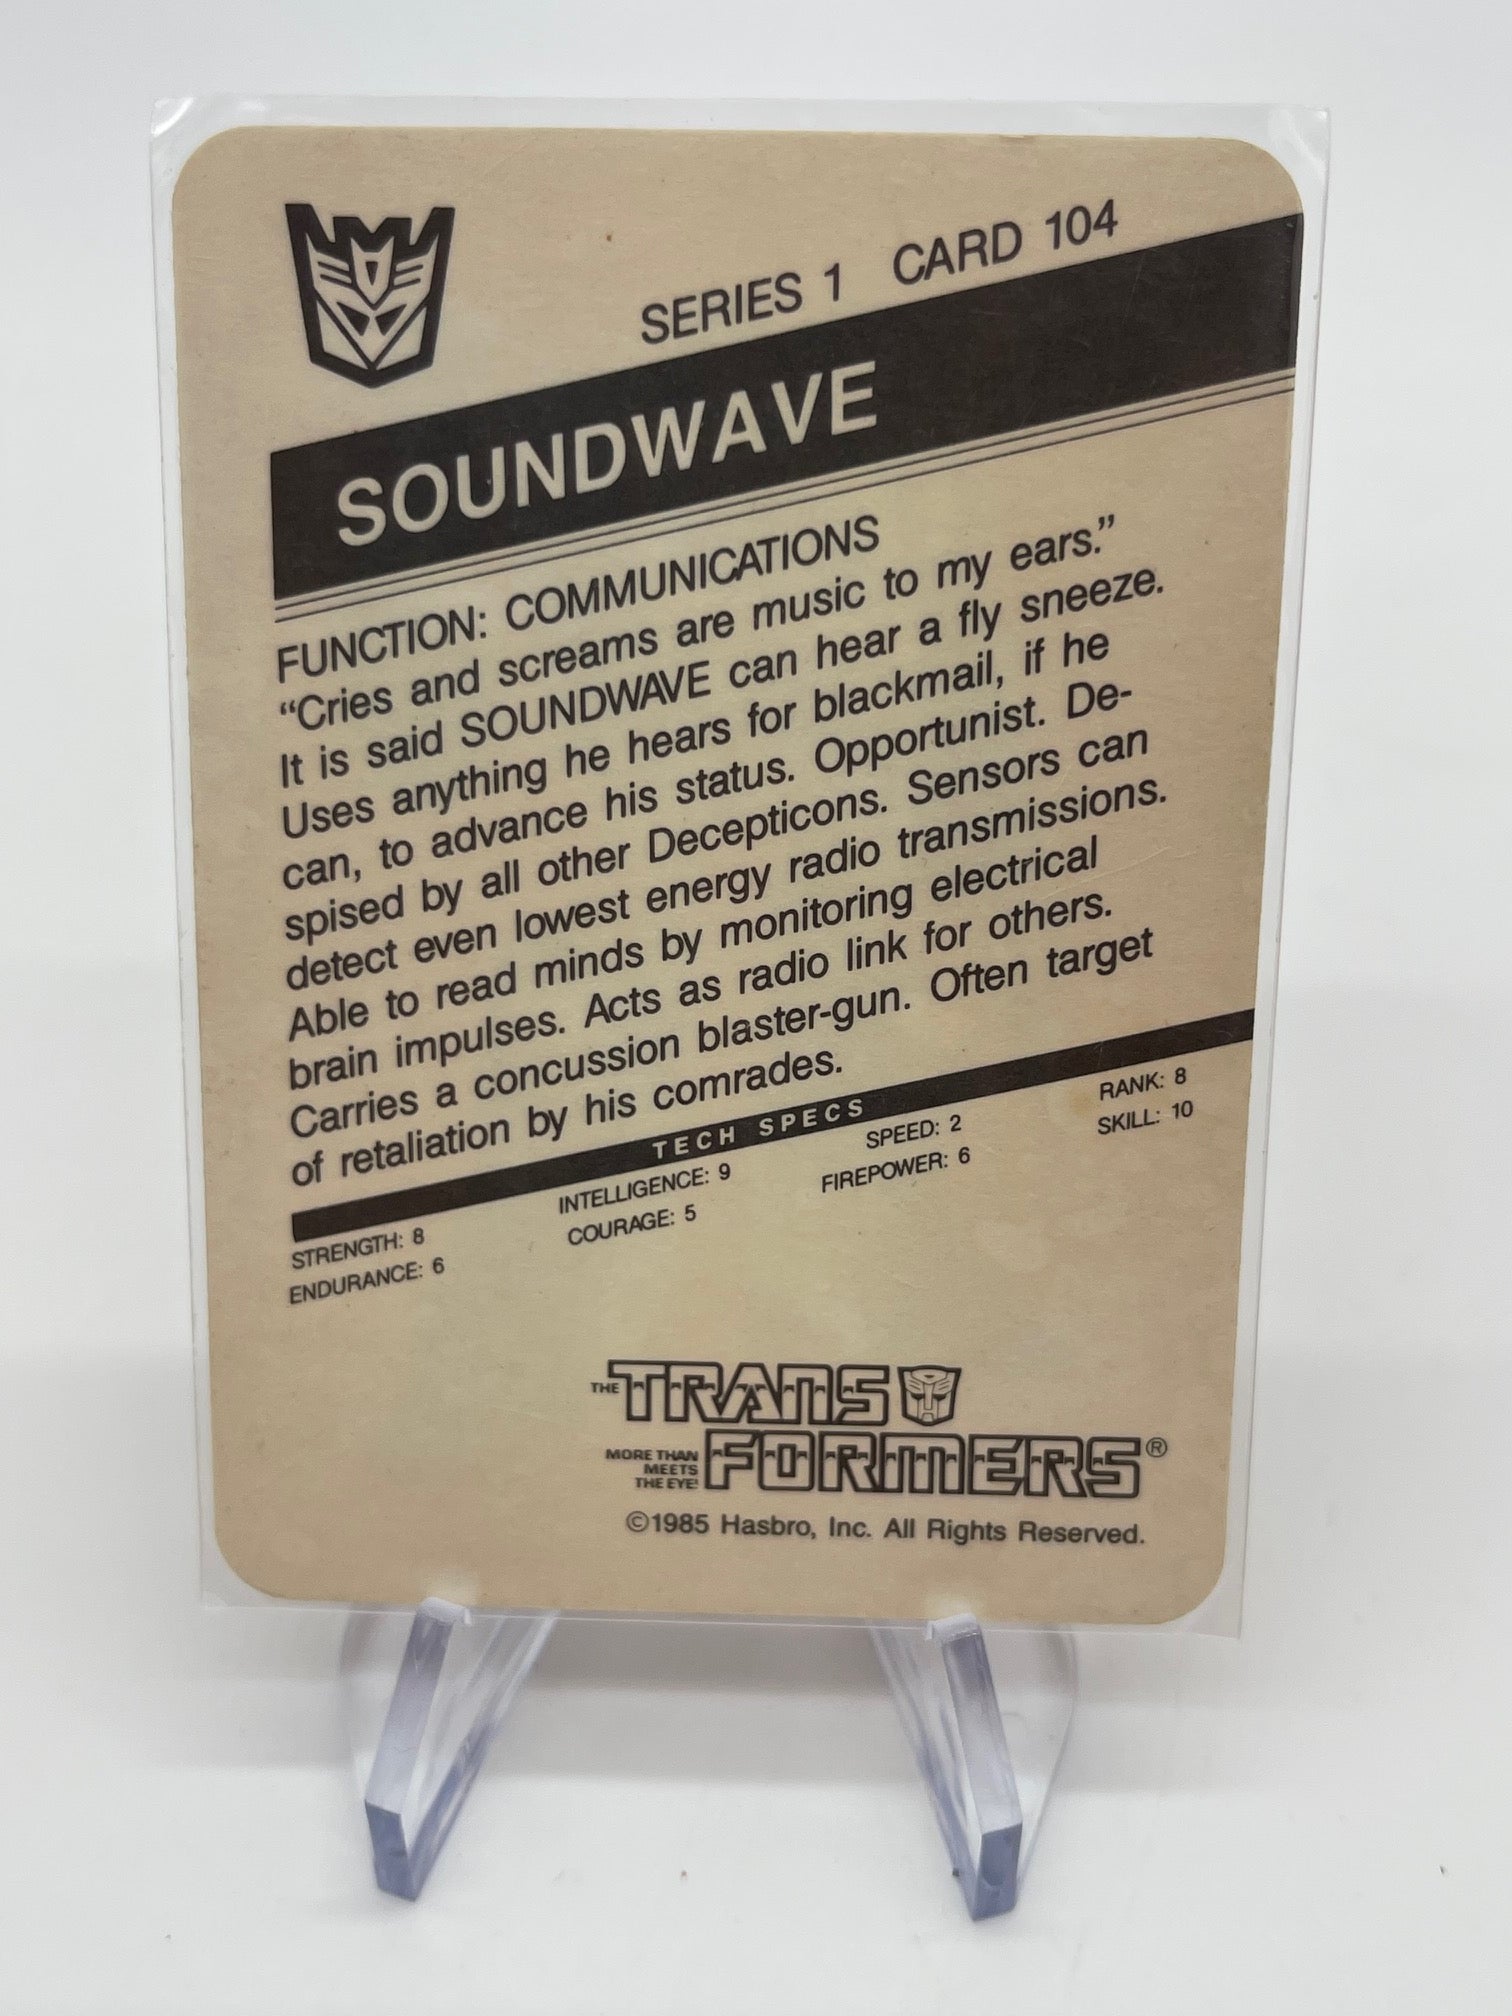 SERIES 1 CARD 104
SOUNDWAVE
FUNCTION: COMMUNICATIONS
“Cries and screams are music to my ears.”
It is said SOUNDWAVE can hear a fly sneeze.
Uses anything he hears for blackmail, if he
can, to advance his status. Opportunist. De-
spised by all other Decepticons. Sensors can
detect even lowest energy radio transmissions.
Able to read minds by monitoring electrical
brain impulses. Acts as radio link for others.
Carries a concussion blaster-gun. Often target
of retaliation by his comrades.
TECH SPECS
STRENGTH: 8 INTELLIGENCE: 9 SPEED: 2 RANK: 8
ENDURANCE: 6 COURAGE: 5 FIREPOWER: 6 SKILL: 10
THE TRANS
MORE THAN
MEETS
THE EYE!
FORMERS®
©1985 Hasbro, Inc. All Rights Reserved.